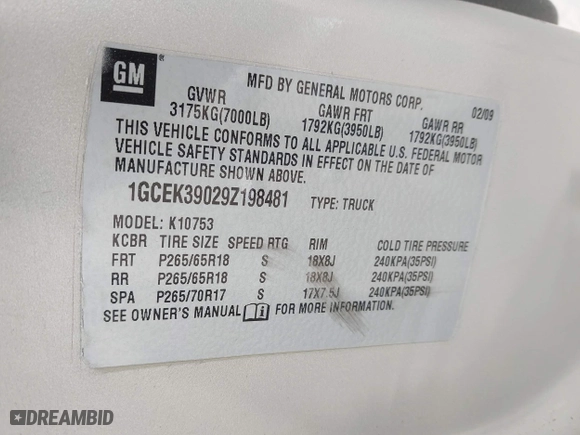 GM
MFD BY GENERAL MOTORS CORP. 02/09
GVWR GAWR FRT GAWR RR
3175KG(7000LB) 1792KG(3950LB) 1792KG(3950LB)
THIS VEHICLE CONFORMS TO ALL APPLICABLE U.S. FEDERAL MOTOR
VEHICLE SAFETY STANDARDS IN EFFECT ON THE DATE OF
MANUFACTURE SHOWN ABOVE.
1GCEK39029Z198481 TYPE: TRUCK
MODEL: K10753
KCBR TIRE SIZE SPEED RTG RIM COLD TIRE PRESSURE
FRT P265/65R18 S 18X8J 240KPA(35PSI)
RR P265/65R18 S 18X8J 240KPA(35PSI)
SPA P265/70R17 S 17X7.5J 240KPA(35PSI)
SEE OWNER'S MANUAL i FOR MORE INFORMATION.
DREAMBID